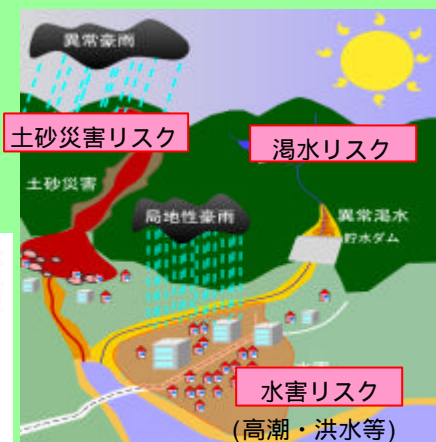 異常豪雨
土砂災害リスク
渇水リスク
土砂災害
局地性豪雨
異常渇水
貯水ダム
水害リスク
(高潮・洪水等)